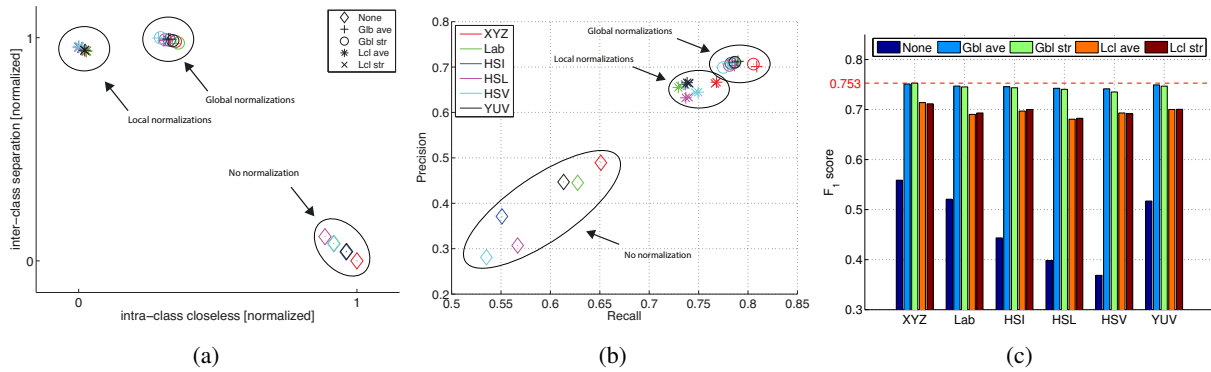 None
Glb ave
Gbl str
Lcl ave
Lcl str
Global normalizations
Local normalizations
No normalization
inter−class separation [normalized]
1
0
0
1
intra−class closeless [normalized]
(a)
XYZ
Lab
HSI
HSL
HSV
YUV
Global normalizations
Local normalizations
No normalization
Precision
0.8
0.7
0.6
0.5
0.4
0.3
0.2
0.5
0.55
0.6
0.65
0.7
0.75
0.8
0.85
Recall
(b)
None
Gbl ave
Gbl str
Lcl ave
Lcl str
F1 score
0.8
0.753
0.7
0.6
0.5
0.4
0.3
XYZ
Lab
HSI
HSL
HSV
YUV
(c)